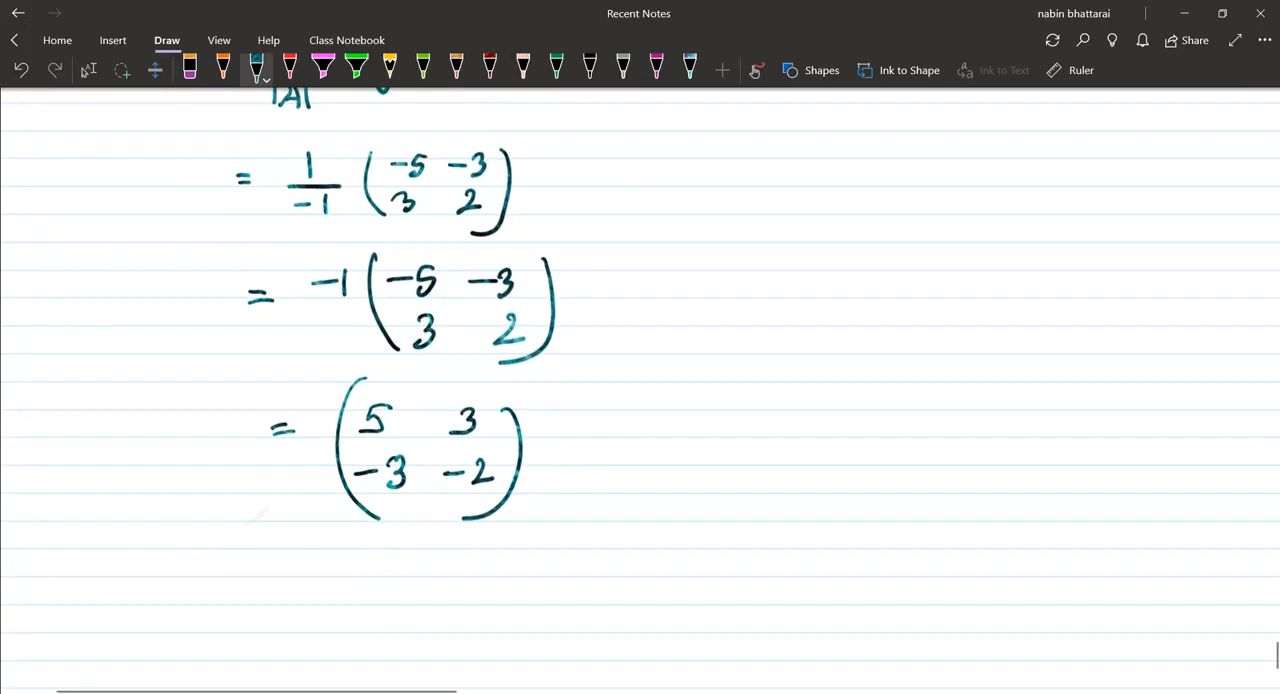 Recent Notes
nabin bhattarai
Home Insert Draw View Help Class Notebook
Share
Shapes Ink to Shape Ink to Text Ruler
|A|
= 1/-1 ( -5 -3
3 2 )
= -1 ( -5 -3
3 2 )
= ( 5 3
-3 -2 )